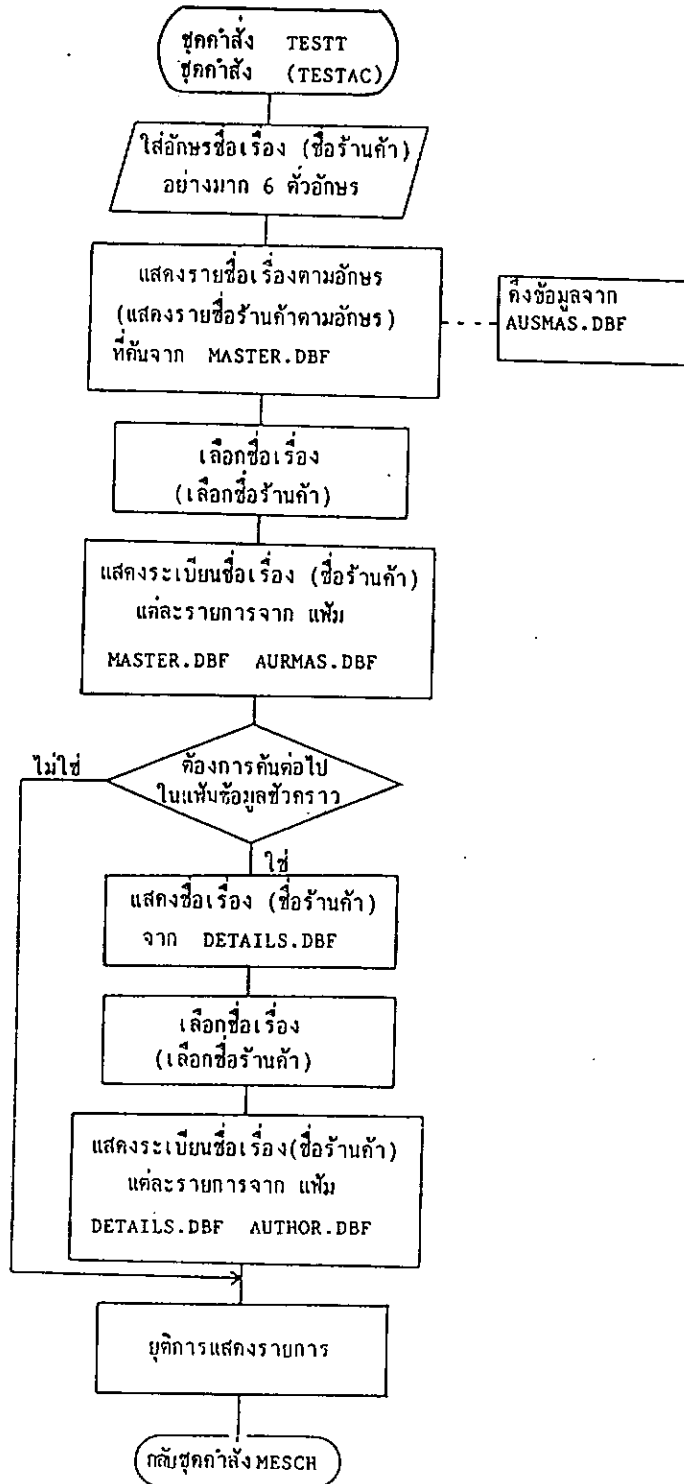 ชุดคำสั่ง TESTT
ชุดคำสั่ง (TESTAC)
ใส่อักษรชื่อเรื่อง (ชื่อร้านค้า)
อย่างมาก 6 ตัวอักษร
แสดงรายชื่อเรื่องตามอักษร
(แสดงรายชื่อร้านค้าตามอักษร)
ที่ค้นจาก MASTER.DBF
ดึงข้อมูลจาก
AUSMAS.DBF
เลือกชื่อเรื่อง
(เลือกชื่อร้านค้า)
แสดงระเบียนชื่อเรื่อง (ชื่อร้านค้า)
แต่ละรายการจาก แฟ้ม
MASTER.DBF AURMAS.DBF
ไม่ใช่
ต้องการค้นต่อไป
ในแฟ้มข้อมูลชั่วคราว
ใช่
แสดงชื่อเรื่อง (ชื่อร้านค้า)
จาก DETAILS.DBF
เลือกชื่อเรื่อง
(เลือกชื่อร้านค้า)
แสดงระเบียนชื่อเรื่อง(ชื่อร้านค้า)
แต่ละรายการจาก แฟ้ม
DETAILS.DBF AUTHOR.DBF
ยุติการแสดงรายการ
กลับชุดคำสั่ง MESCH